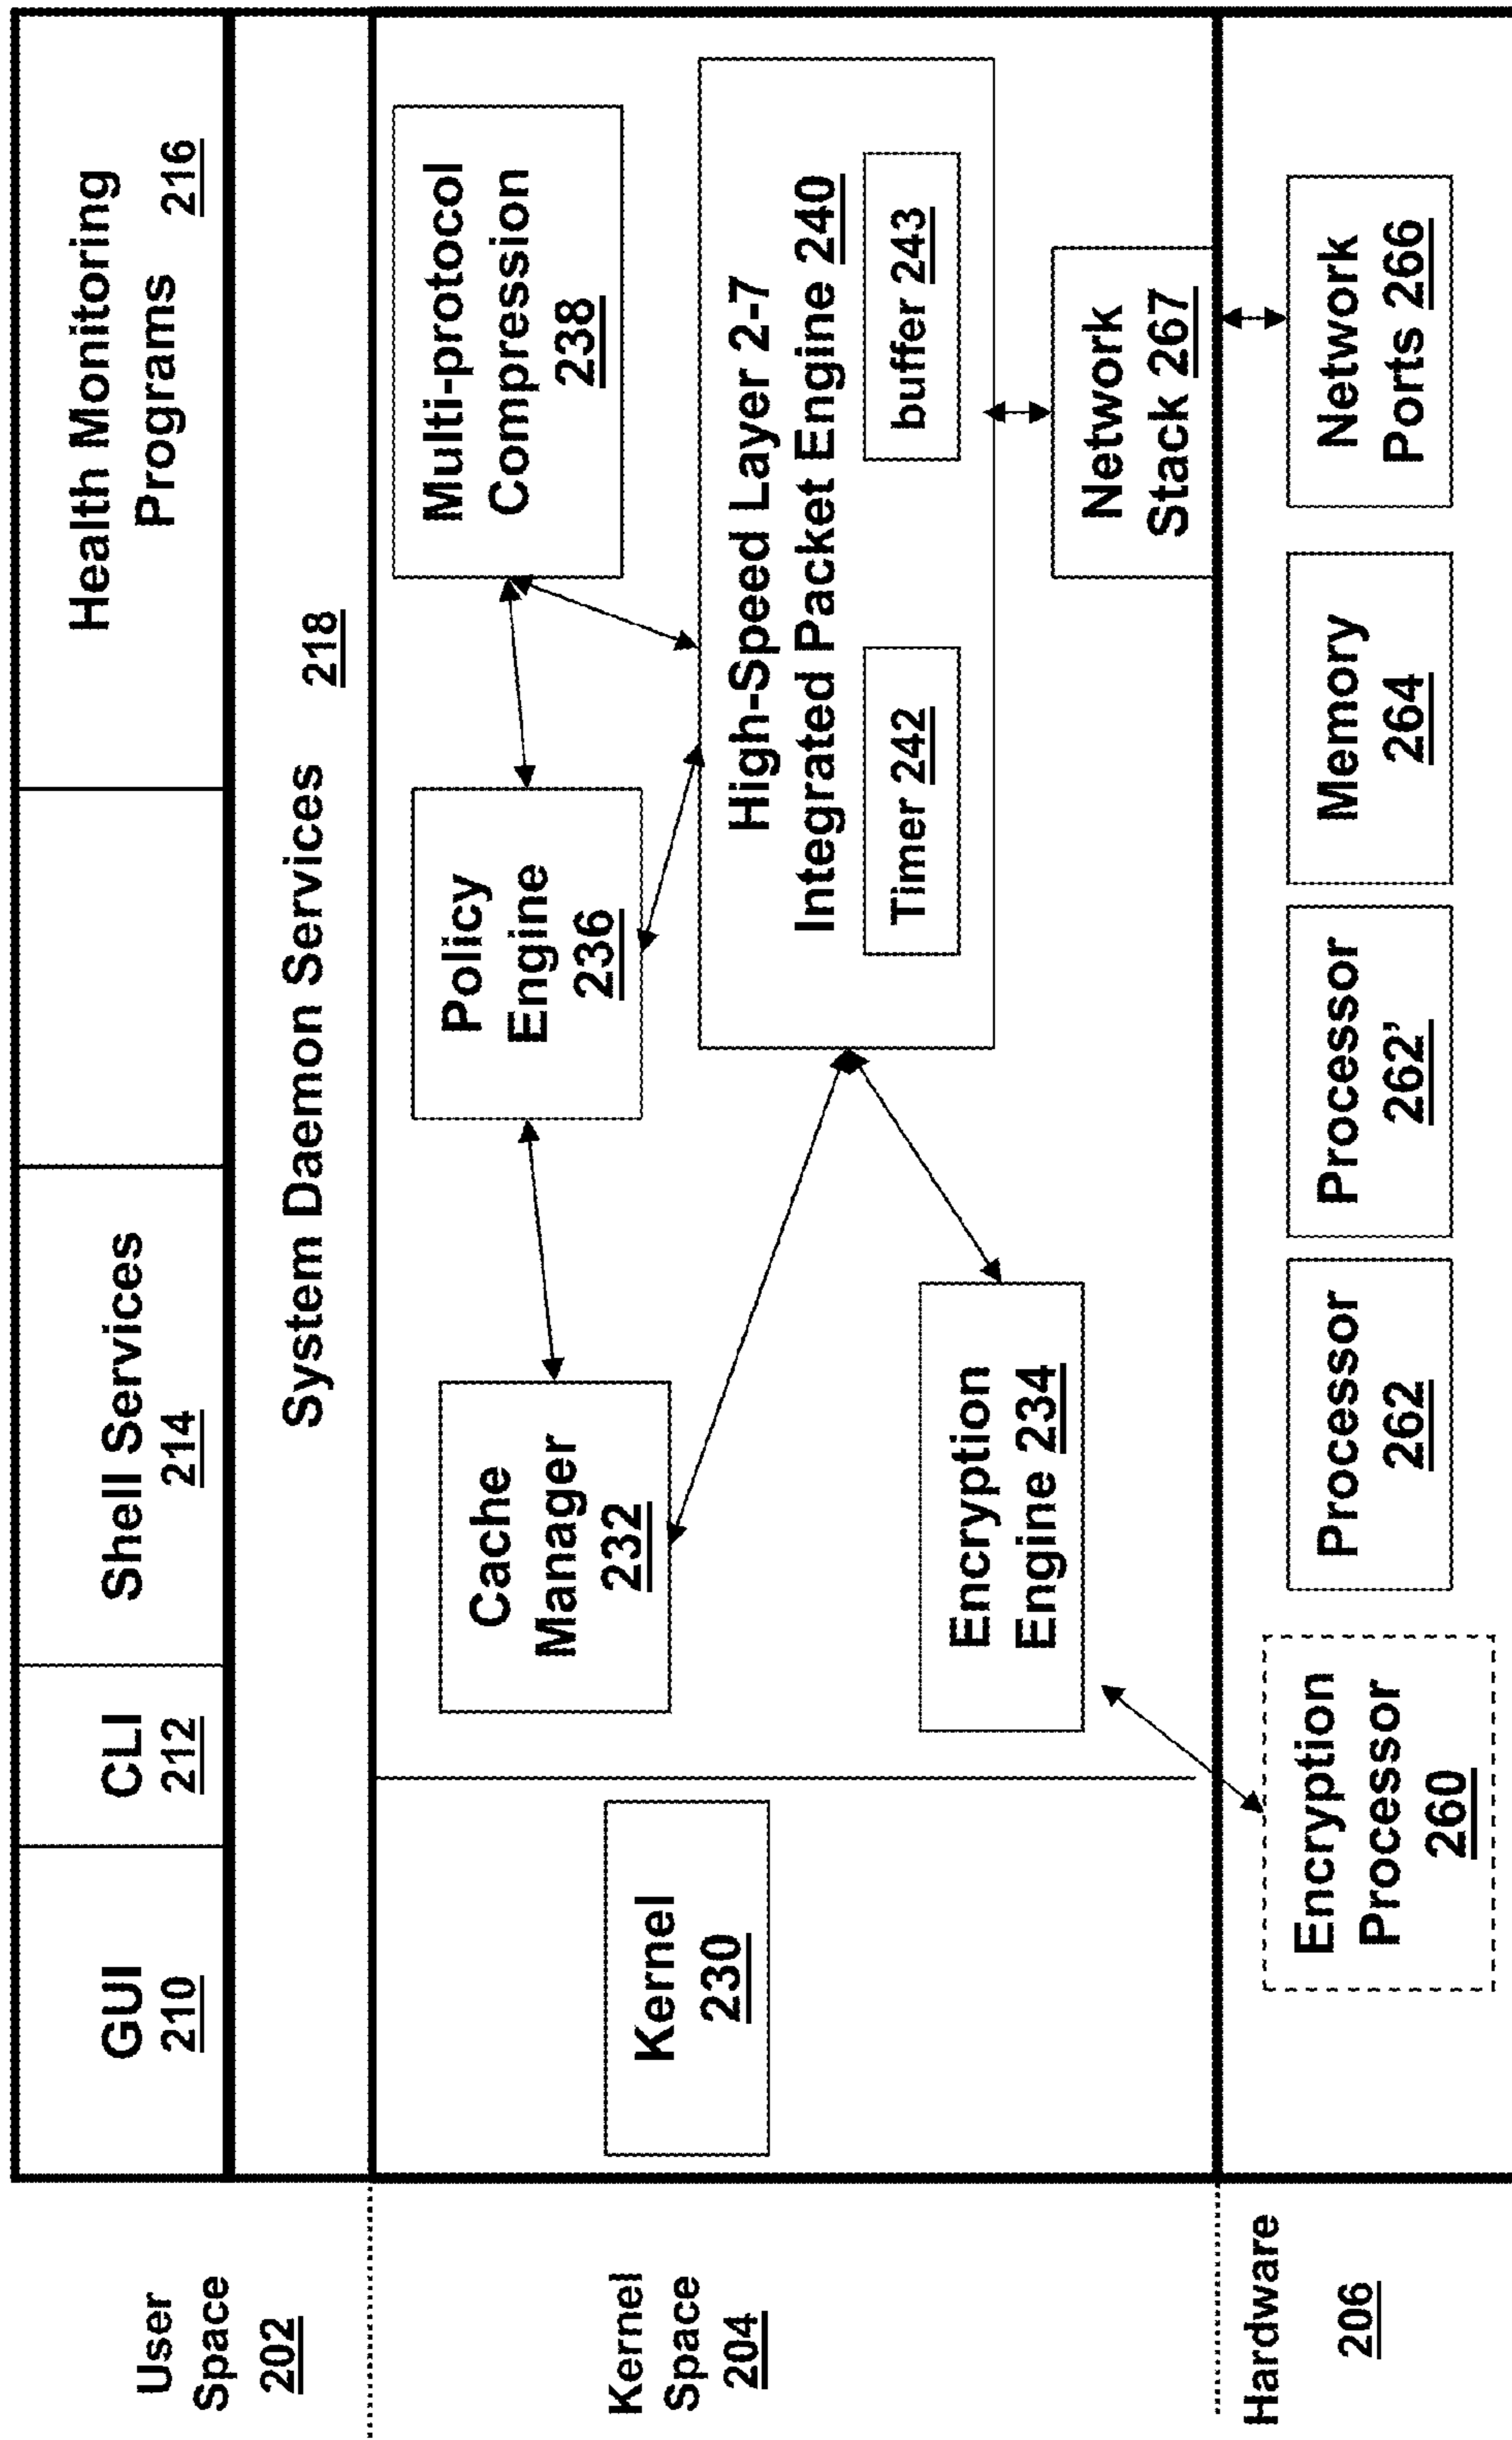 User
Space
202
GUI
210
CLI
212
Shell Services
214
Health Monitoring
Programs 216
System Daemon Services 218
Kernel
Space
204
Kernel
230
Cache
Manager
232
Policy
Engine
236
Multi-protocol
Compression
238
High-Speed Layer 2-7
Integrated Packet Engine 240
Timer 242
buffer 243
Encryption
Engine 234
Network
Stack 267
Hardware
206
Encryption
Processor
260
Processor
262
Processor
262’
Memory
264
Network
Ports 266